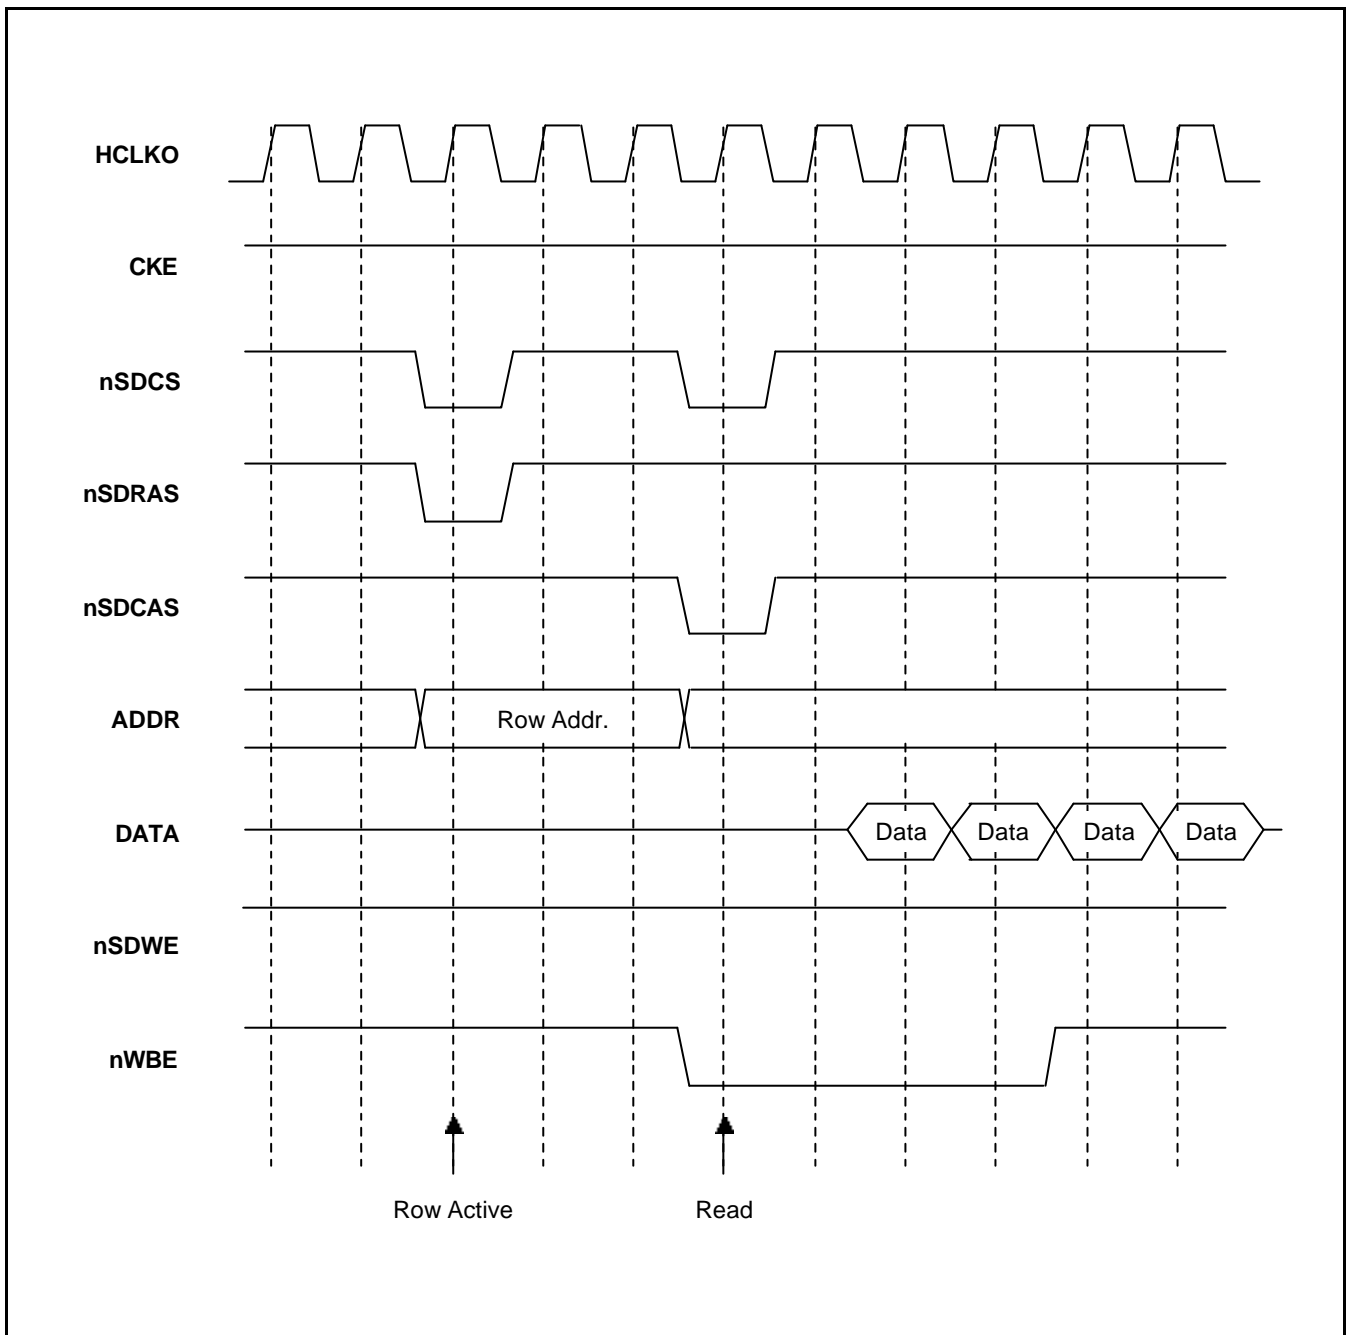 HCLKO
CKE
nSDCS
nSDRAS
nSDCAS
ADDR Row Addr.
DATA Data Data Data Data
nSDWE
nWBE
Row Active Read